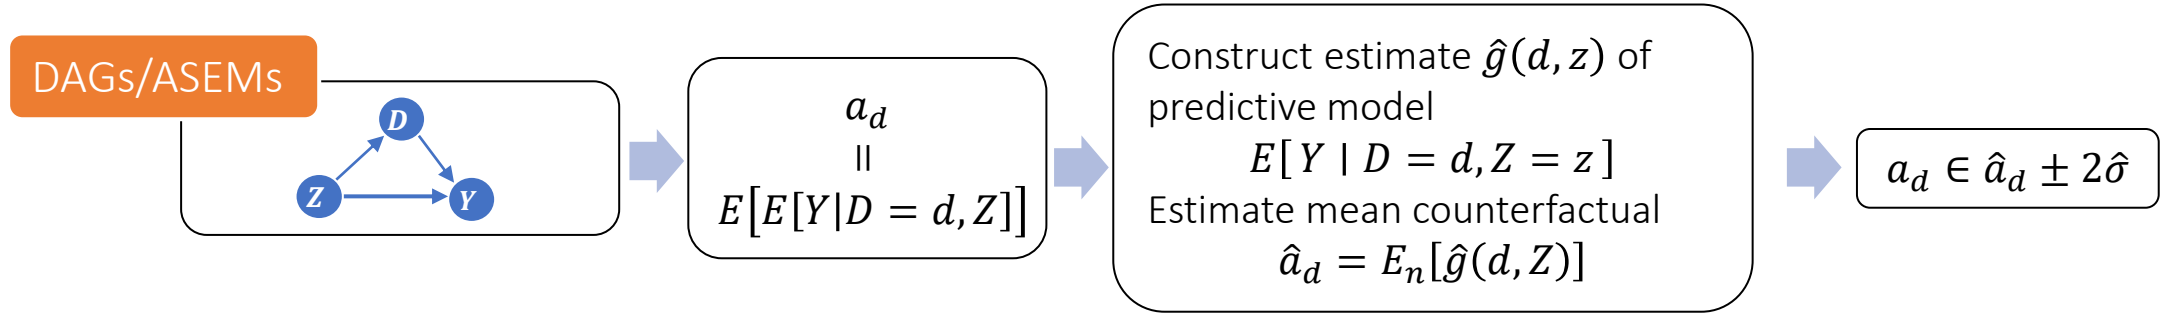 DAGs/ASEMs
D
Z
Y
a_d
=
E[E[Y|D = d, Z]]
Construct estimate ĝ(d, z) of
predictive model
E[Y | D = d, Z = z]
Estimate mean counterfactual
â_d = E_n[ĝ(d, Z)]
a_d ∈ â_d ± 2σ̂